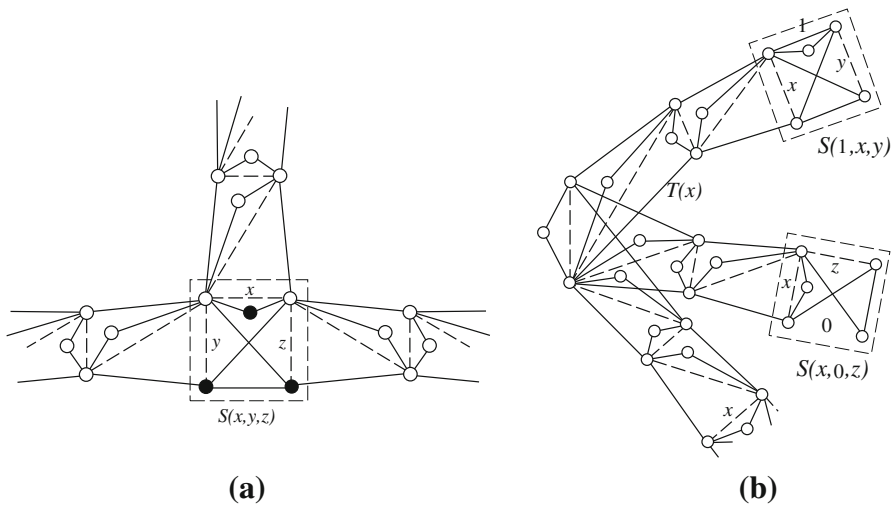 x
y
z
S(x,y,z)
(a)
1
y
x
S(1,x,y)
T(x)
z
x
0
S(x,0,z)
x
(b)